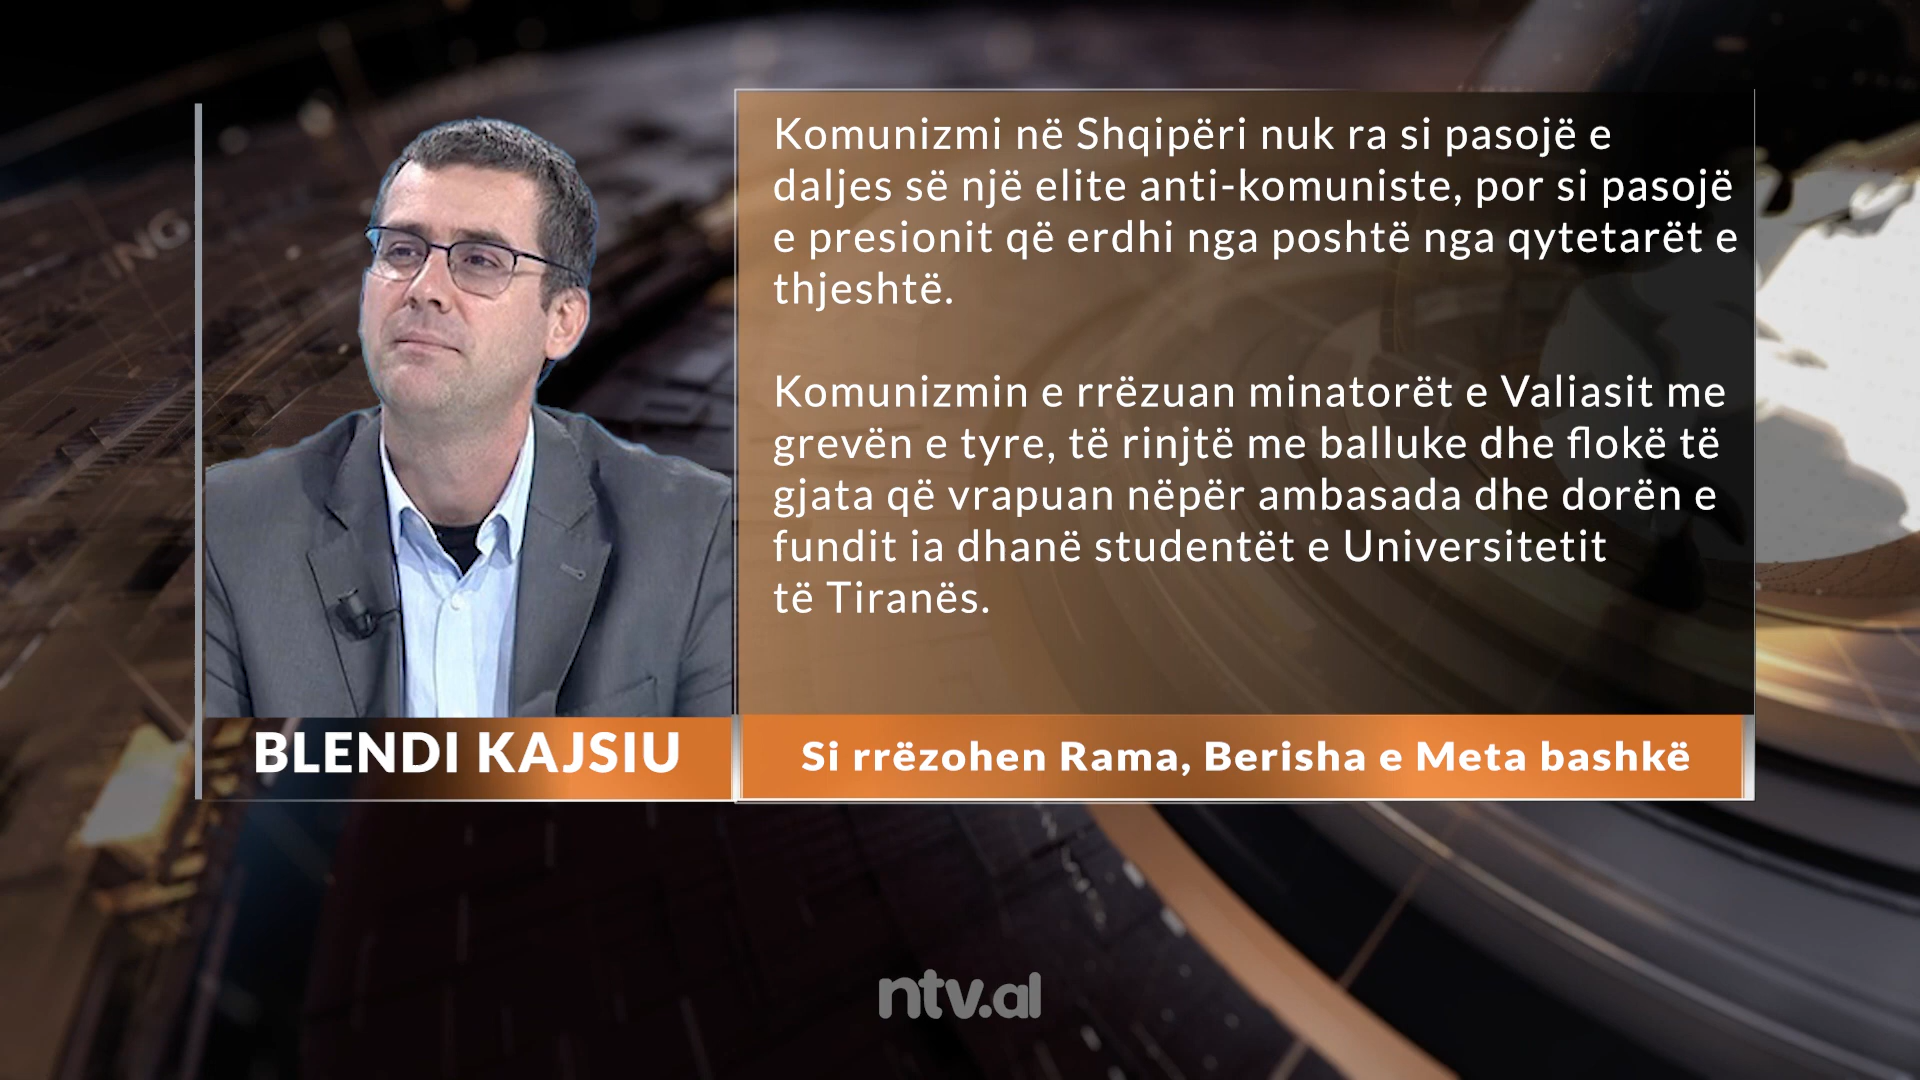 Komunizmi në Shqipëri nuk ra si pasojë e
daljes së një elite anti-komuniste, por si pasojë
e presionit që erdhi nga poshtë nga qytetarët e
thjeshtë.
Komunizmin e rrëzuan minatorët e Valiasit me
grevën e tyre, të rinjtë me balluke dhe flokë të
gjata që vrapuan nëpër ambasada dhe dorën e
fundit ia dhanë studentët e Universitetit
të Tiranës.
BLENDI KAJSIU
Si rrëzohen Rama, Berisha e Meta bashkë
ntv.al